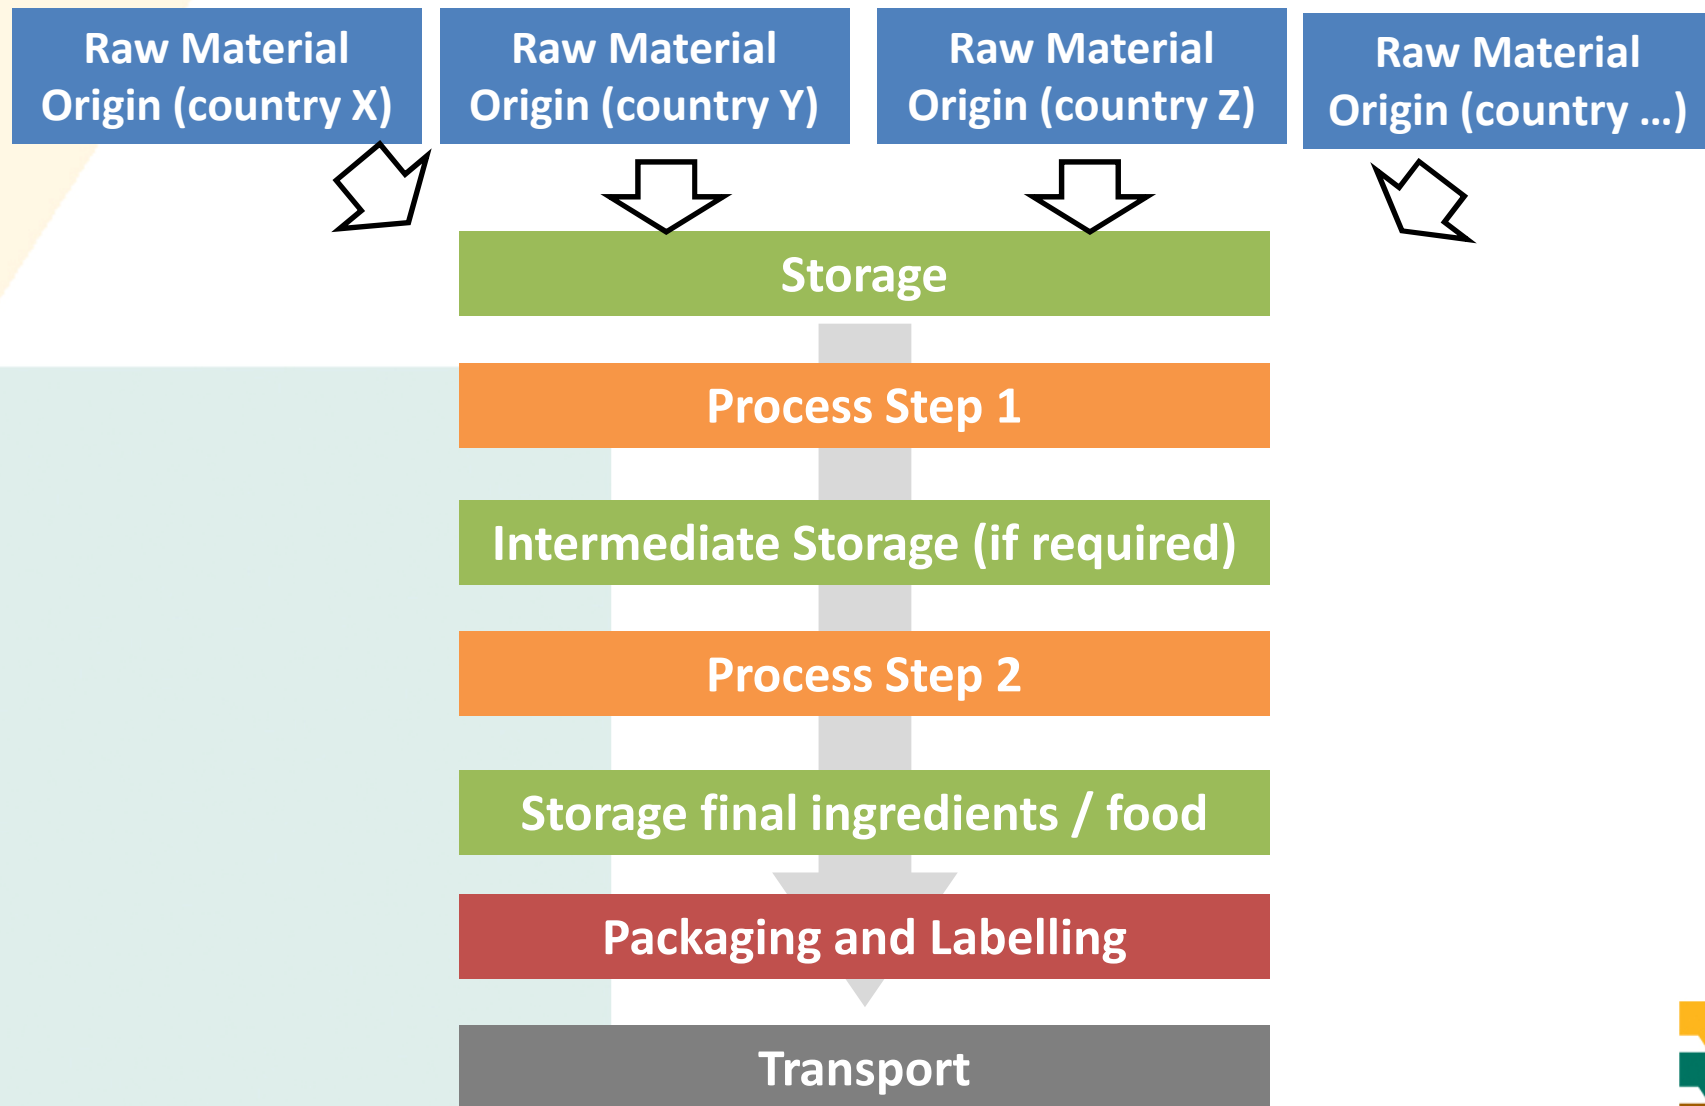 Raw Material
Origin (country X)
Raw Material
Origin (country Y)
Raw Material
Origin (country Z)
Raw Material
Origin (country ...)
Storage
Process Step 1
Intermediate Storage (if required)
Process Step 2
Storage final ingredients / food
Packaging and Labelling
Transport